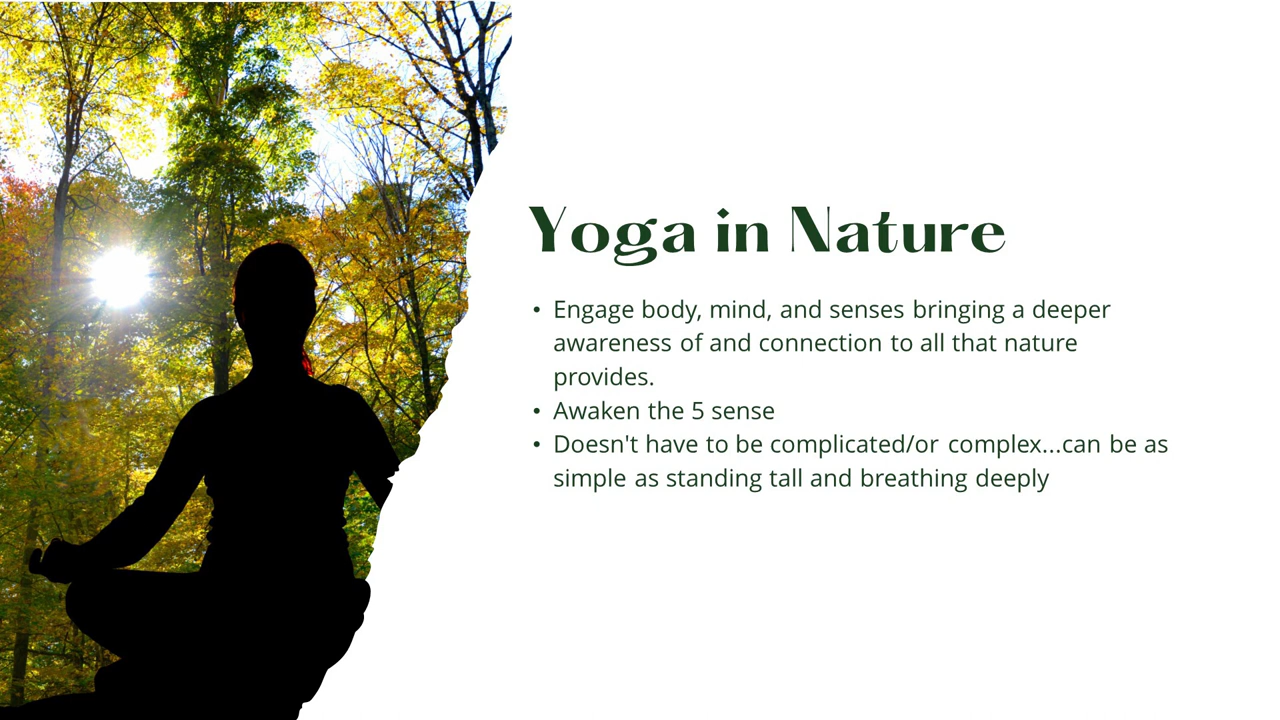 Yoga in Nature
• Engage body, mind, and senses bringing a deeper
awareness of and connection to all that nature
provides.
• Awaken the 5 sense
• Doesn't have to be complicated/or complex...can be as
simple as standing tall and breathing deeply